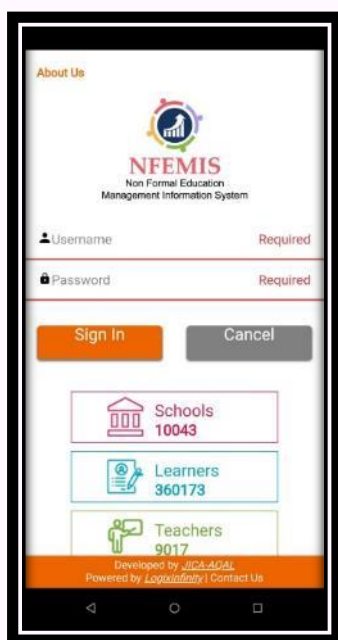 About Us
NFEMIS
Non Formal Education
Management Information System
Username Required
Password Required
Sign In Cancel
Schools
10043
Learners
360173
Teachers
9017
Developed by JICA-AQAL
Powered by LogixInfinity | Contact Us